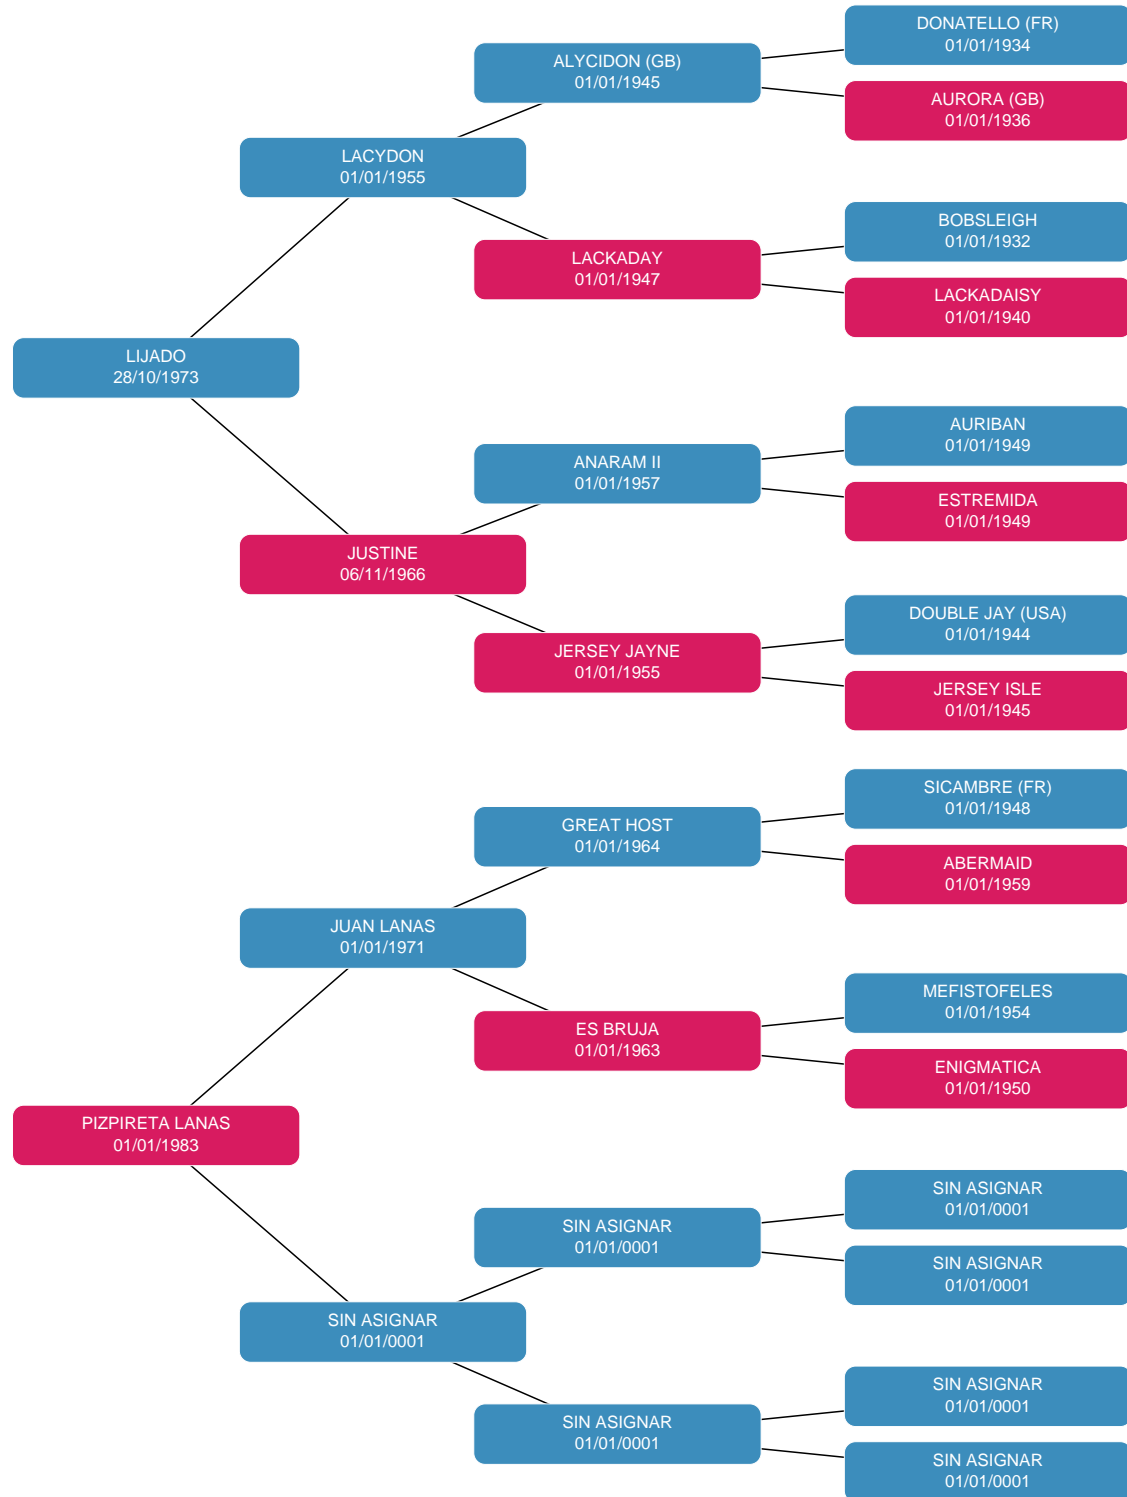 DONATELLO (FR)
01/01/1934
ALYCIDON (GB)
01/01/1945
AURORA (GB)
01/01/1936
LACYDON
01/01/1955
BOBSLEIGH
01/01/1932
LACKADAY
01/01/1947
LACKADAISY
01/01/1940
LIJADO
28/10/1973
AURIBAN
01/01/1949
ANARAM II
01/01/1957
ESTREMIDA
01/01/1949
JUSTINE
06/11/1966
DOUBLE JAY (USA)
01/01/1944
JERSEY JAYNE
01/01/1955
JERSEY ISLE
01/01/1945
SICAMBRE (FR)
01/01/1948
GREAT HOST
01/01/1964
ABERMAID
01/01/1959
JUAN LANAS
01/01/1971
MEFISTOFELES
01/01/1954
ES BRUJA
01/01/1963
ENIGMATICA
01/01/1950
PIZPIRETA LANAS
01/01/1983
SIN ASIGNAR
01/01/0001
SIN ASIGNAR
01/01/0001
SIN ASIGNAR
01/01/0001
SIN ASIGNAR
01/01/0001
SIN ASIGNAR
01/01/0001
SIN ASIGNAR
01/01/0001
SIN ASIGNAR
01/01/0001